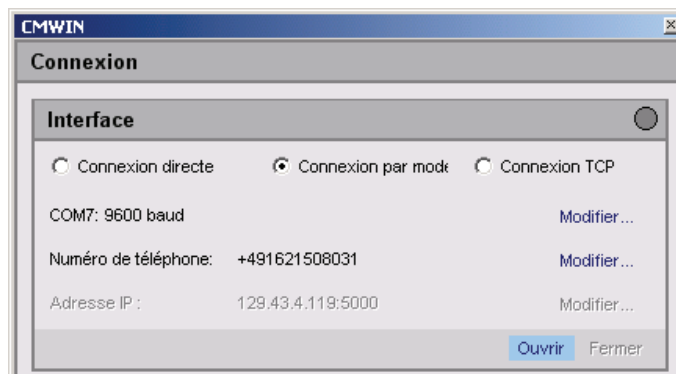 CMWIN
Connexion
Interface
Connexion directe Connexion par mode Connexion TCP
COM7: 9600 baud Modifier...
Numéro de téléphone: +491621508031 Modifier...
Adresse IP : 129.43.4.119:5000 Modifier...
Ouvrir Fermer